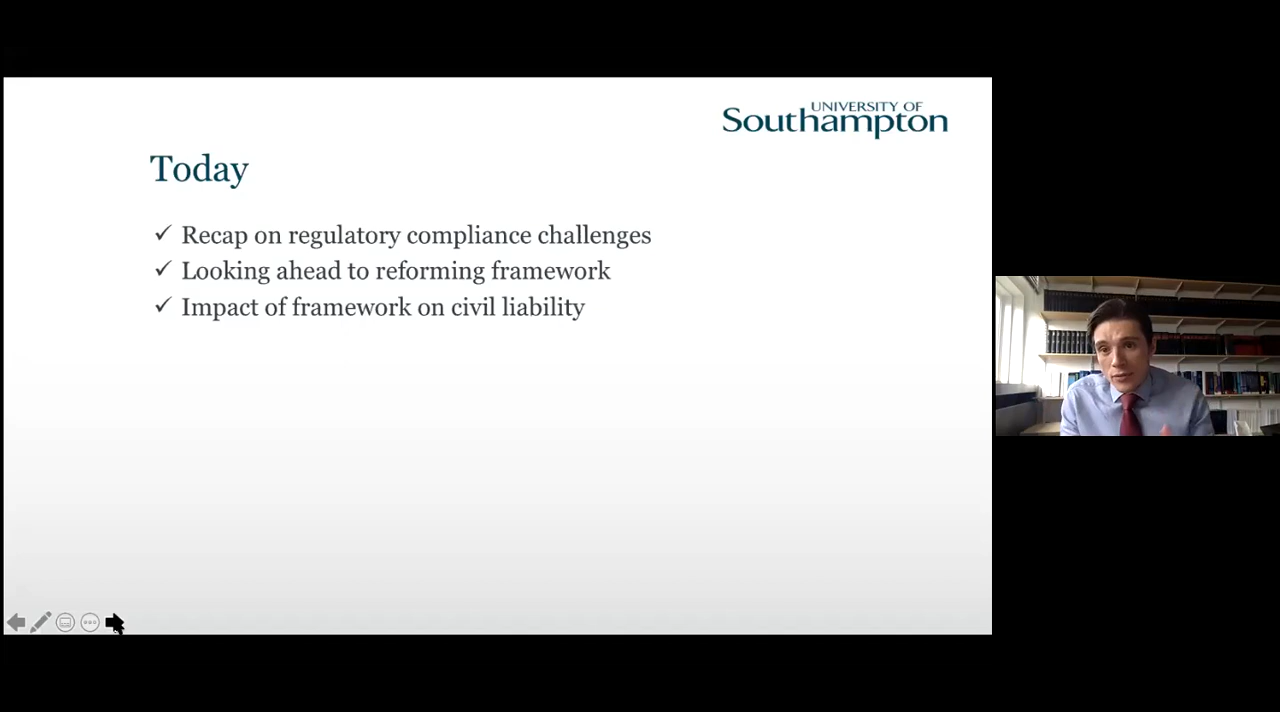 UNIVERSITY OF
Southampton
Today
✓ Recap on regulatory compliance challenges
✓ Looking ahead to reforming framework
✓ Impact of framework on civil liability